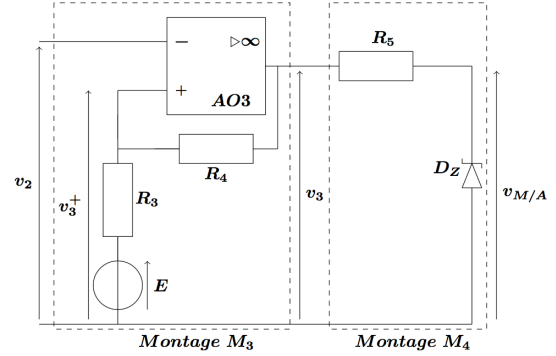 − ▷∞
+
AO3
R5
R4
R3
DZ
v2
v3+
v3
vM/A
E
Montage M3
Montage M4